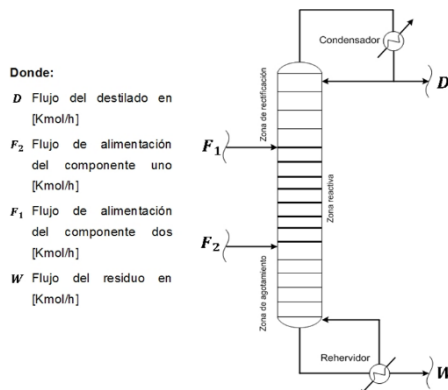 Donde:
D Flujo del destilado en
[Kmol/h]
F₂ Flujo de alimentación
del componente uno
[Kmol/h]
F₁ Flujo de alimentación
del componente dos
[Kmol/h]
W Flujo del residuo en
[Kmol/h]
Condensador
D
Zona de rectificación
F₁
Zona reactiva
F₂
Zona de agotamiento
Rehervidor
W